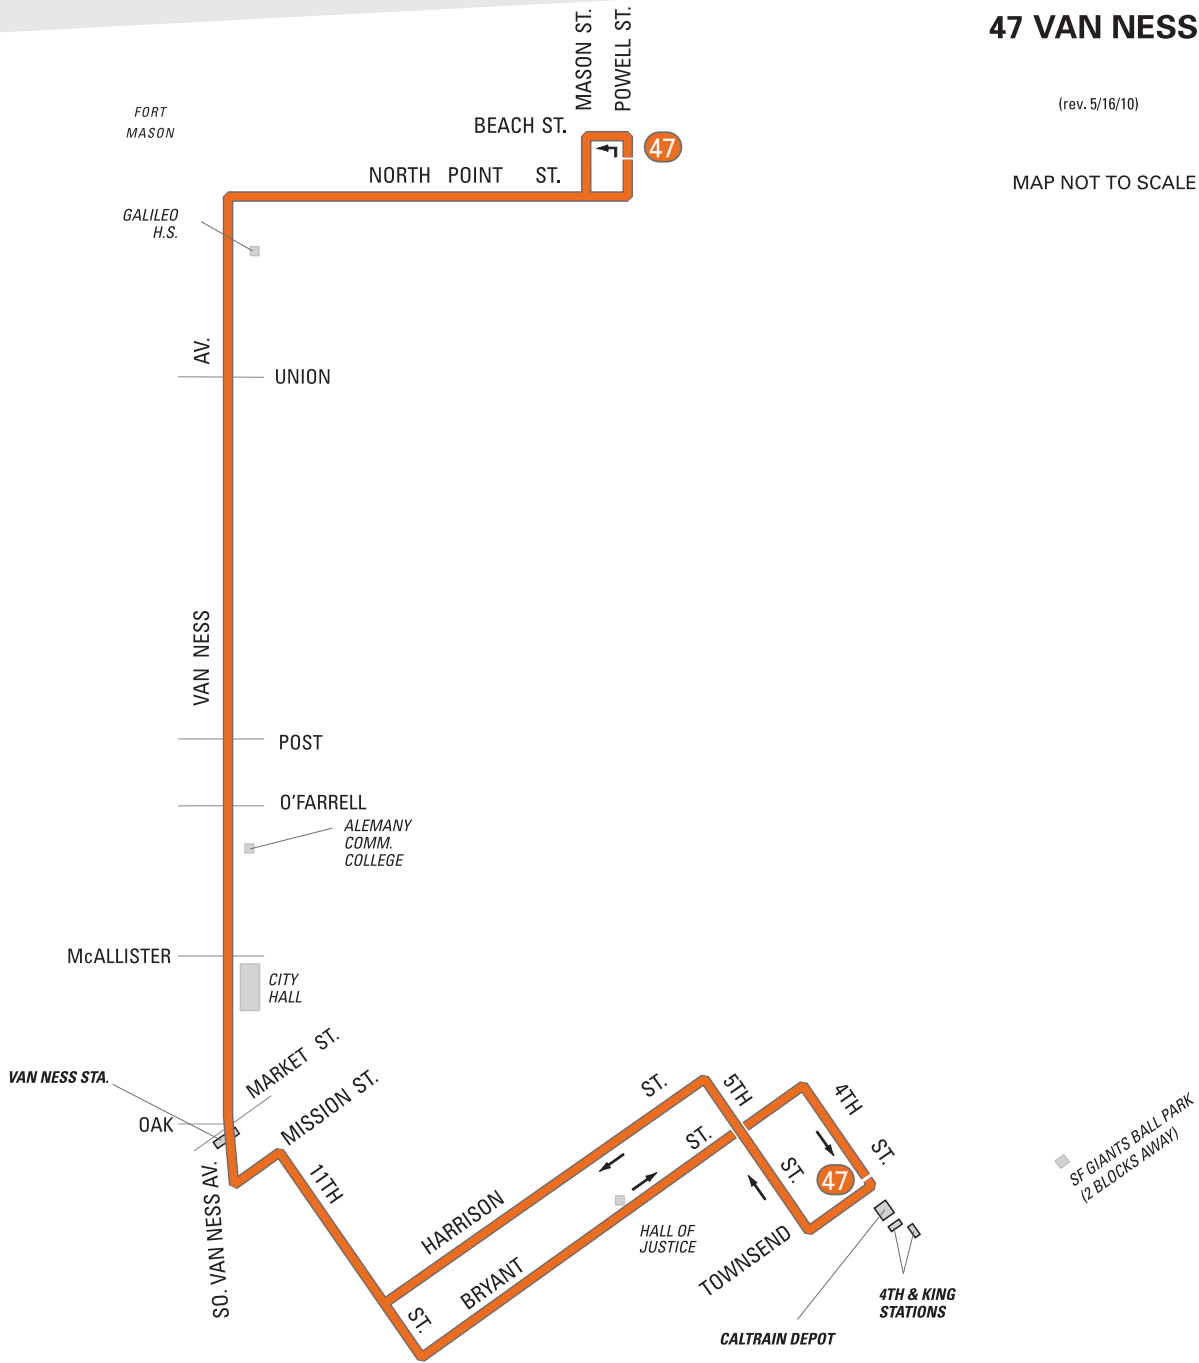 47 VAN NESS
(rev. 5/16/10)
MAP NOT TO SCALE
MASON ST.
POWELL ST.
FORT
MASON
BEACH ST.
47
NORTH POINT ST.
GALILEO
H.S.
AV.
UNION
VAN NESS
POST
O'FARRELL
ALEMANY
COMM.
COLLEGE
McALLISTER
CITY
HALL
MARKET ST.
VAN NESS STA.
MISSION ST.
OAK
SO. VAN NESS AV.
11TH
ST.
HARRISON
ST.
BRYANT
ST.
5TH
ST.
4TH
ST.
47
HALL OF
JUSTICE
TOWNSEND
SF GIANTS BALL PARK
(2 BLOCKS AWAY)
4TH & KING
STATIONS
CALTRAIN DEPOT